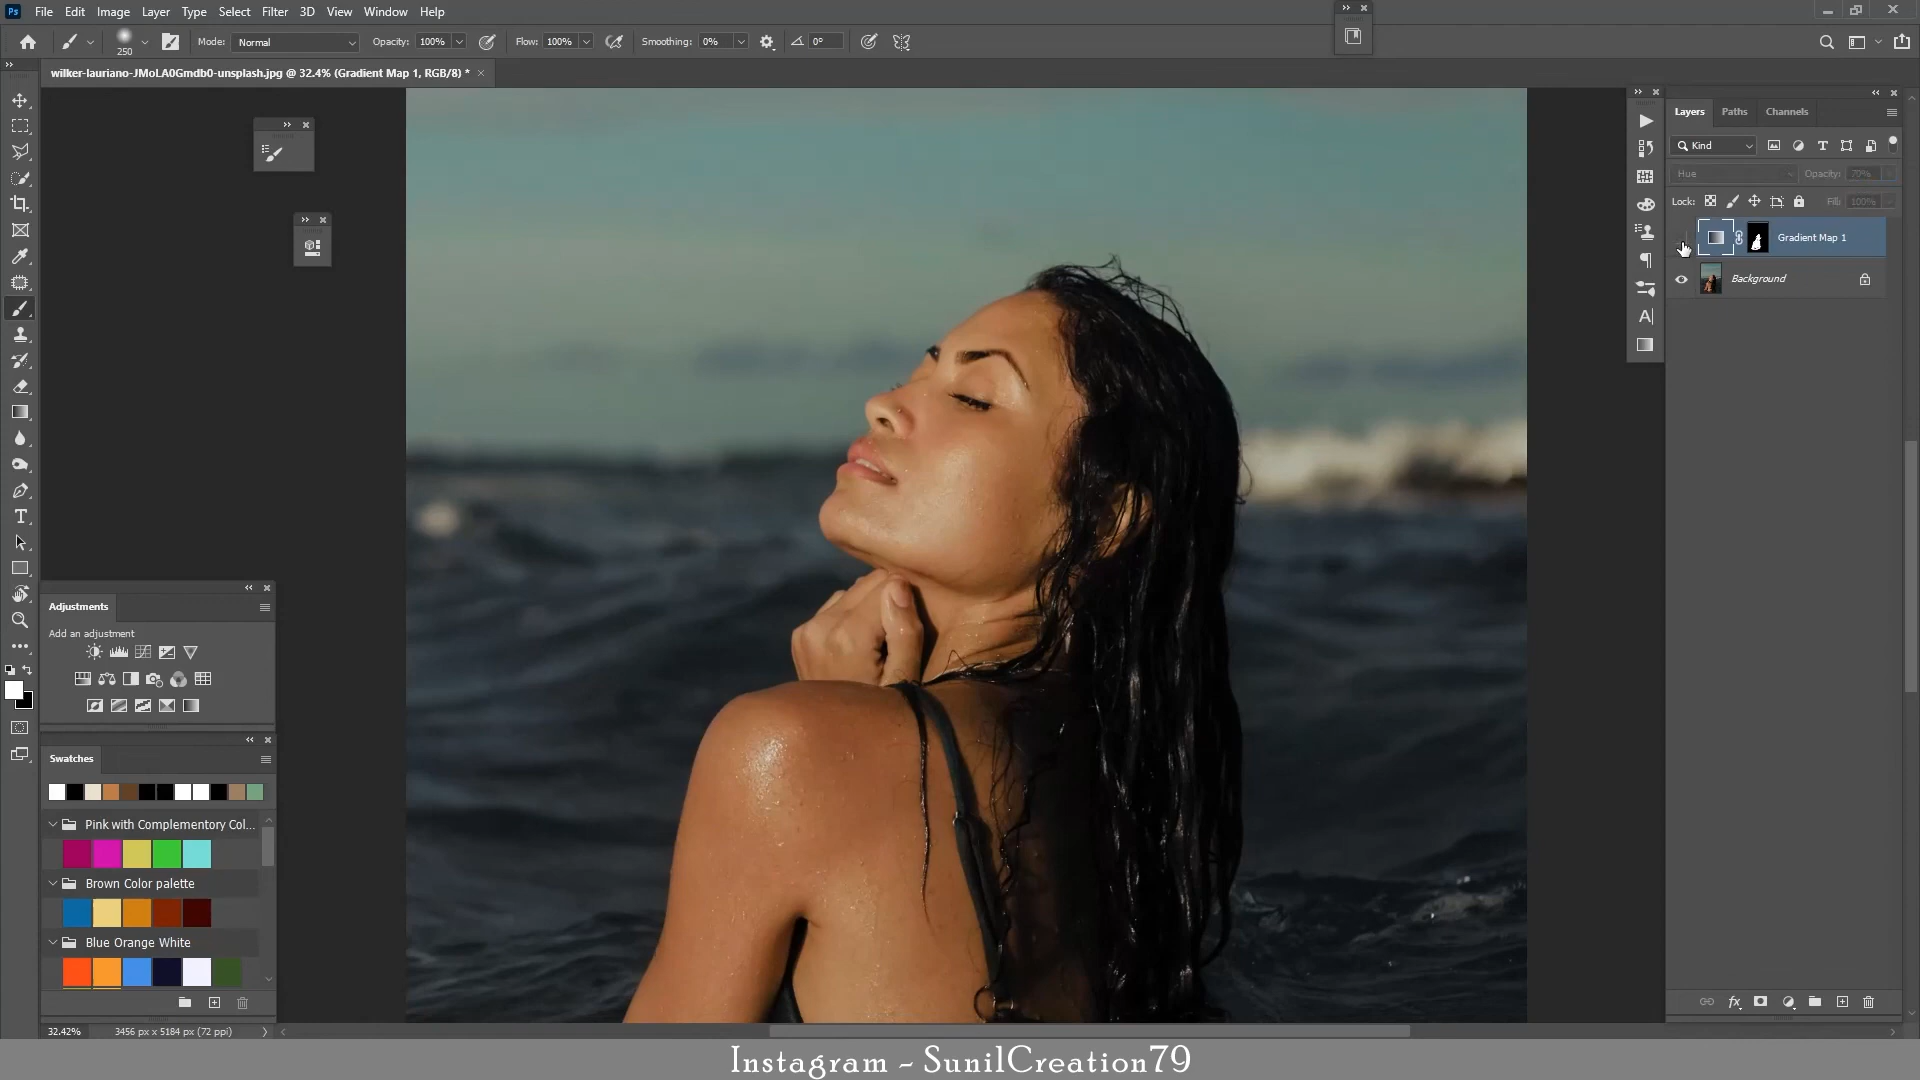 Ps File Edit Image Layer Type Select Filter 3D View Window Help
250 Mode: Normal Opacity: 100% Flow: 100% Smoothing: 0% 0°
wilker-lauriano-JMoLA0Gmdb0-unsplash.jpg @ 32.4% (Gradient Map 1, RGB/8) *
Layers Paths Channels
Kind
Hue Opacity: 70%
Lock: Fill: 100%
Gradient Map 1
Background
Adjustments
Add an adjustment
Swatches
Pink with Complementory Col...
Brown Color palette
Blue Orange White
32.42% 3456 px x 5184 px (72 ppi)
Instagram - SunilCreation79